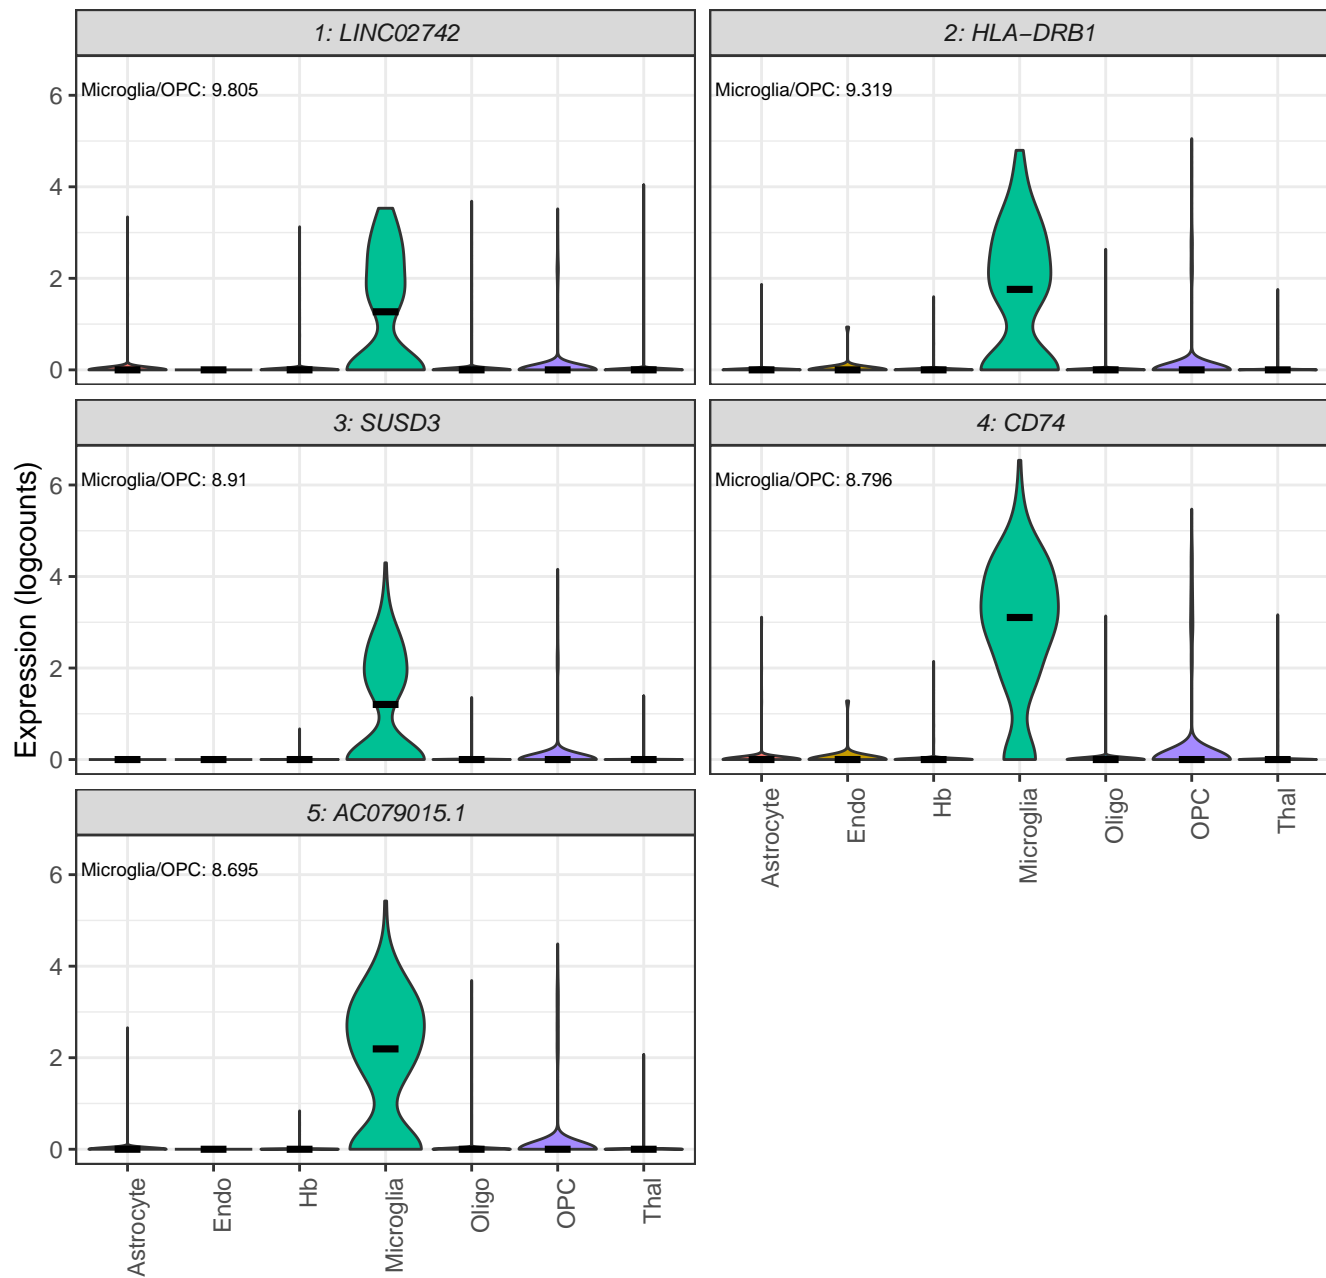 1: LINC02742
2: HLA−DRB1
Microglia/OPC: 9.805
Microglia/OPC: 9.319
6
4
2
0
3: SUSD3
4: CD74
Microglia/OPC: 8.91
Microglia/OPC: 8.796
6
4
2
0
Expression (logcounts)
Astrocyte
Endo
Hb
Microglia
Oligo
OPC
Thal
5: AC079015.1
Microglia/OPC: 8.695
6
4
2
0
Astrocyte
Endo
Hb
Microglia
Oligo
OPC
Thal